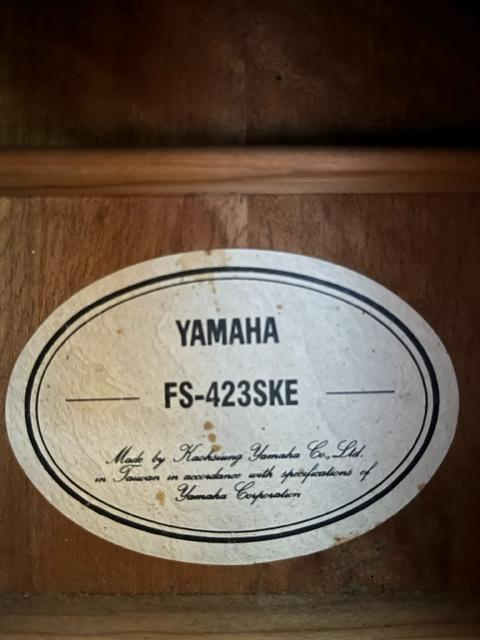 YAMAHA
FS-423SKE
Made by Kaohsiung Yamaha Co., Ltd.
in Taiwan in accordance with specifications of
Yamaha Corporation